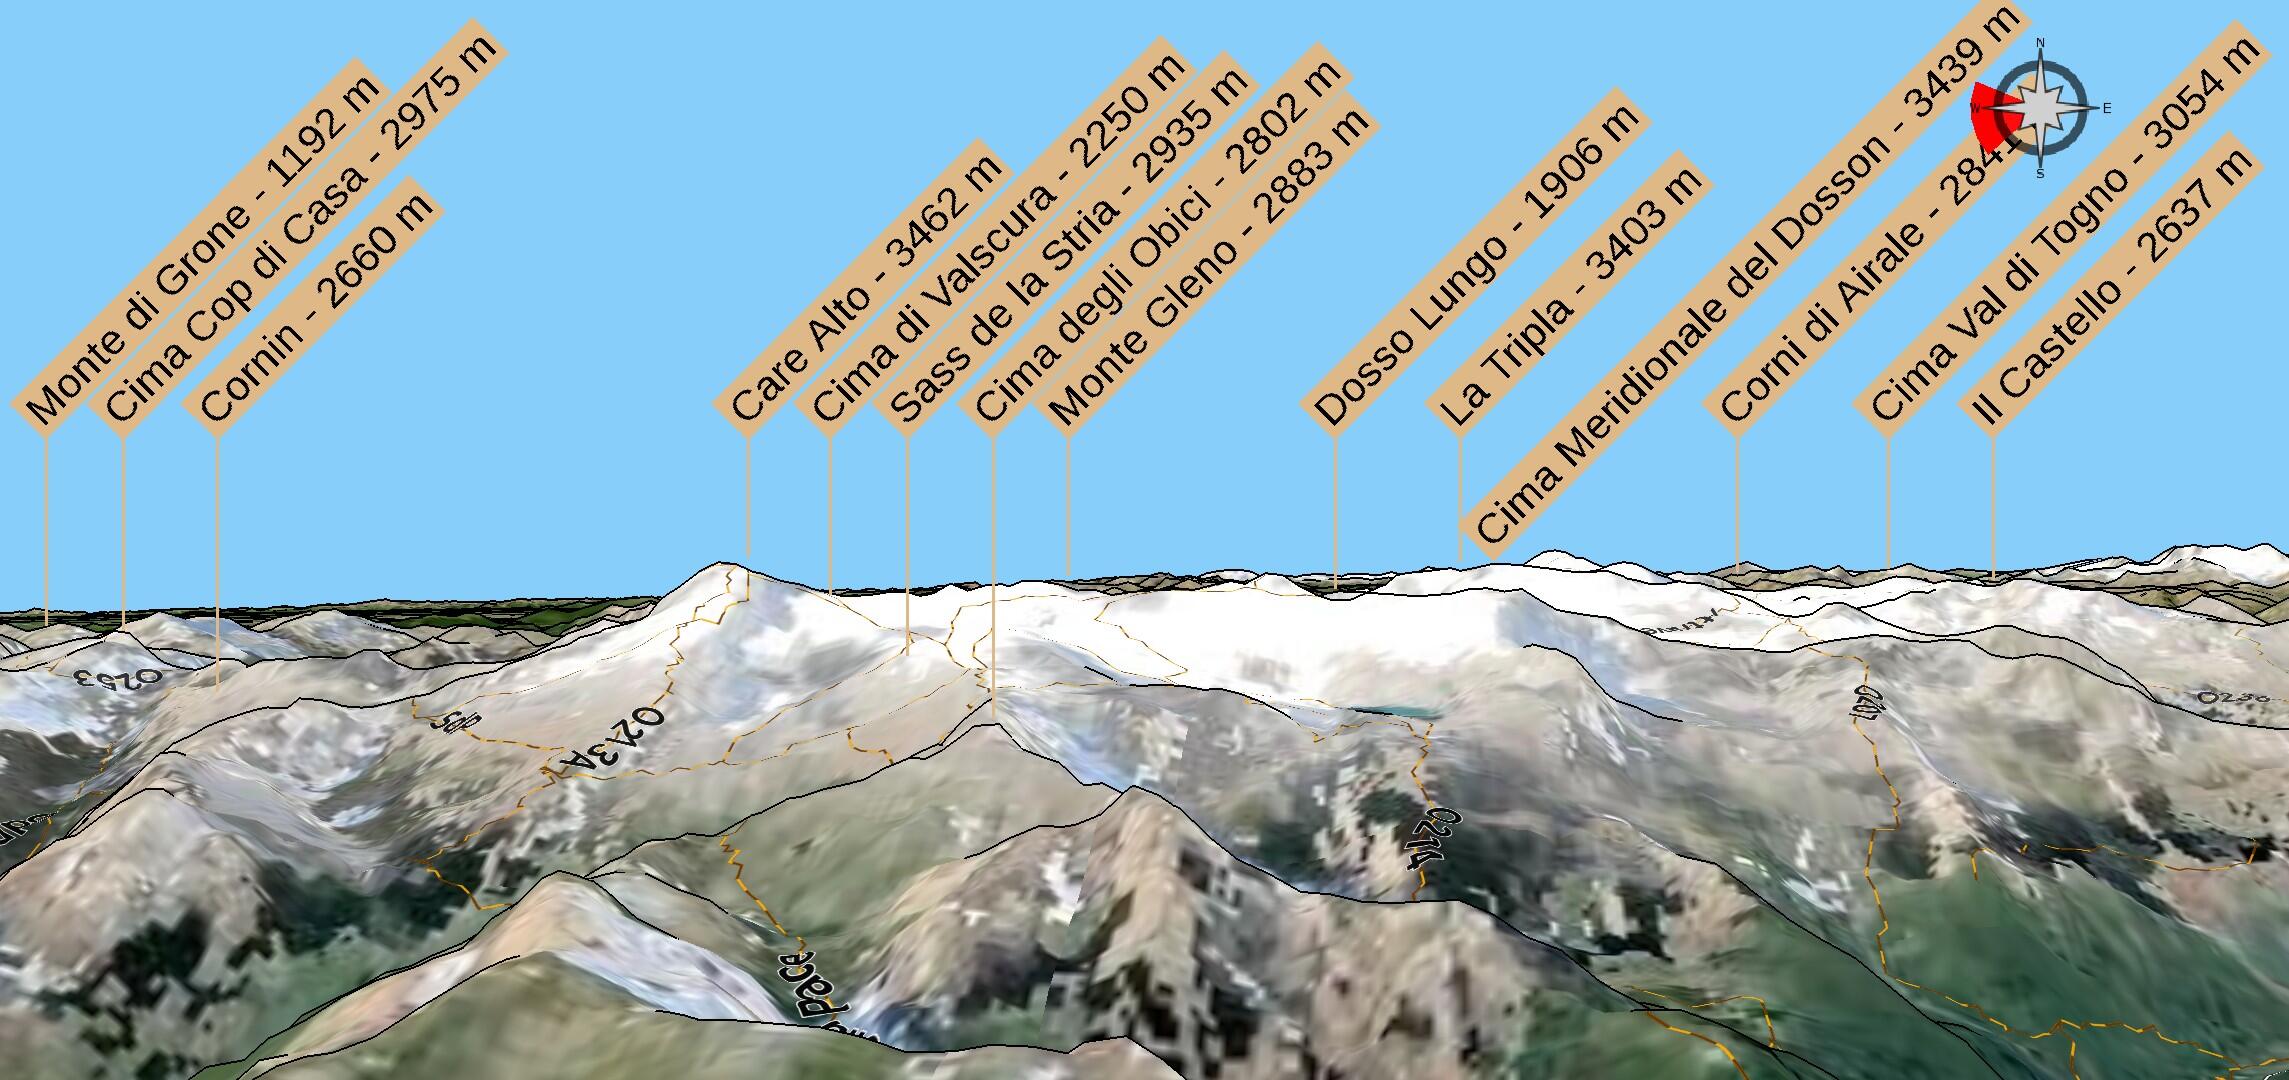 Monte di Grone - 1192 m
Cima Cop di Casa - 2975 m
Cornin - 2660 m
Care Alto - 3462 m
Cima di Valscura - 2250 m
Sass de la Stria - 2935 m
Cima degli Obici - 2802 m
Monte Gleno - 2883 m
Dosso Lungo - 1906 m
La Tripla - 3403 m
Cima Meridionale del Dosson - 3439 m
Corni di Airale - 2841
Cima Val di Togno - 3054 m
Il Castello - 2637 m
N
W
E
S
O213A
O214
pace